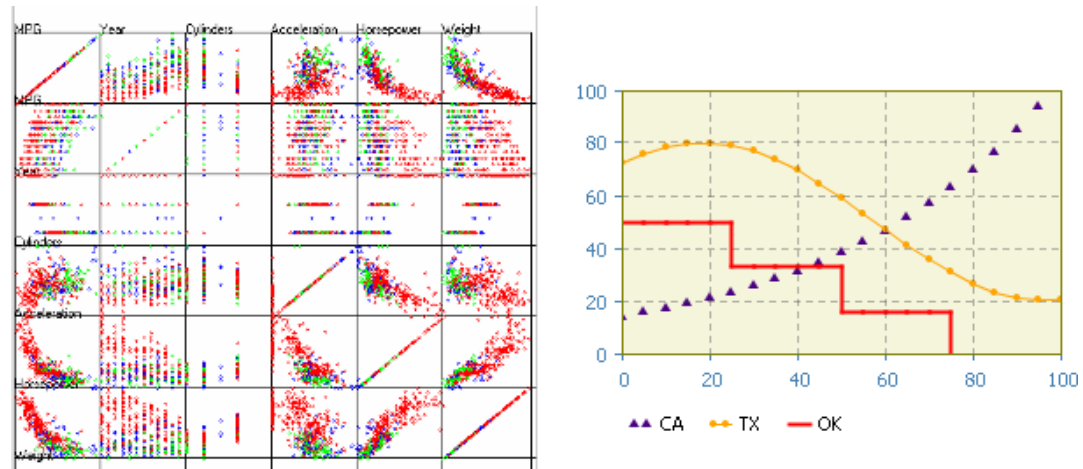 MPG Year Cylinders Acceleration Horsepower Weight
MPG
Year
Cylinders
Acceleration
Horsepower
Weight
100
80
60
40
20
0
0 20 40 60 80 100
CA TX OK